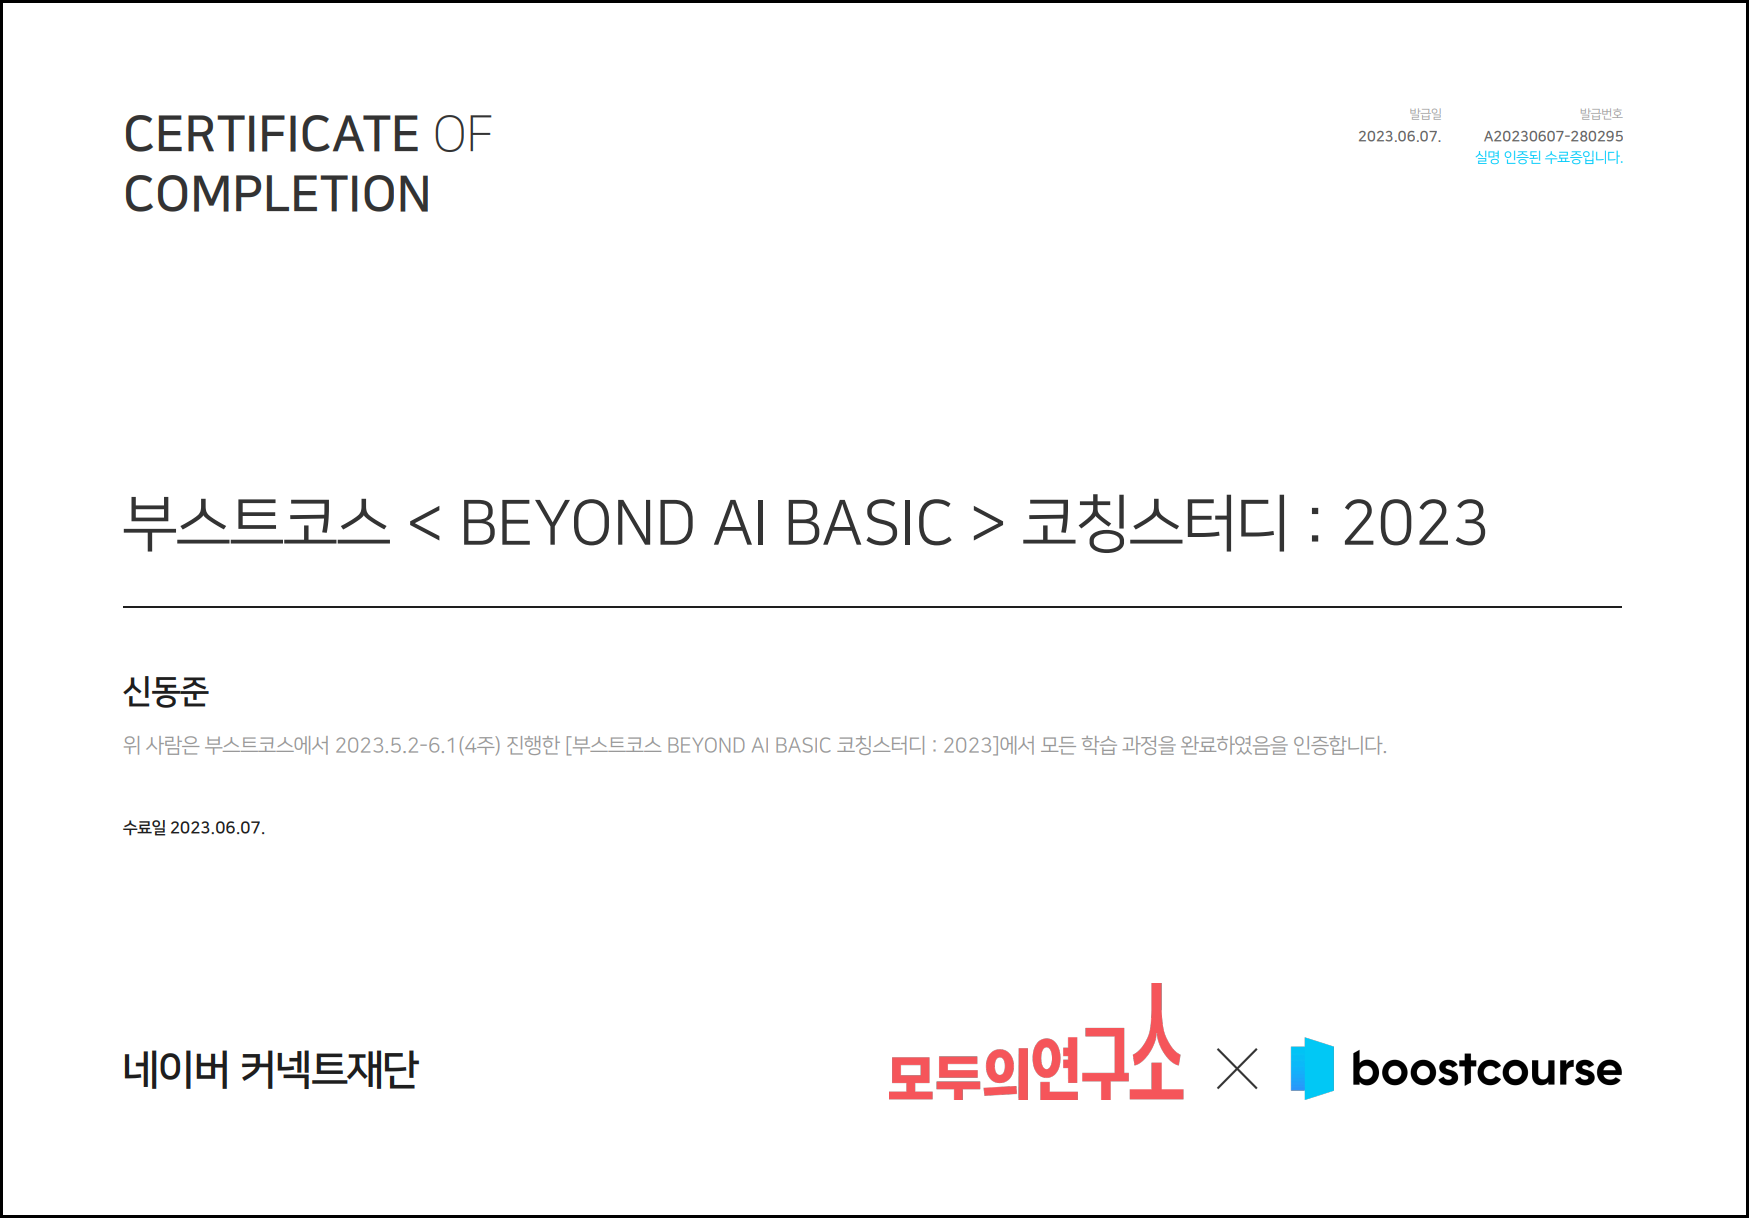 CERTIFICATE OF
COMPLETION
발급일
2023.06.07.
발급번호
A20230607-280295
실명 인증된 수료증입니다.
부스트코스 < BEYOND AI BASIC > 코칭스터디 : 2023
신동준
위 사람은 부스트코스에서 2023.5.2-6.1(4주) 진행한 [부스트코스 BEYOND AI BASIC 코칭스터디 : 2023]에서 모든 학습 과정을 완료하였음을 인증합니다.
수료일 2023.06.07.
네이버 커넥트재단
모두의연구소
boostcourse